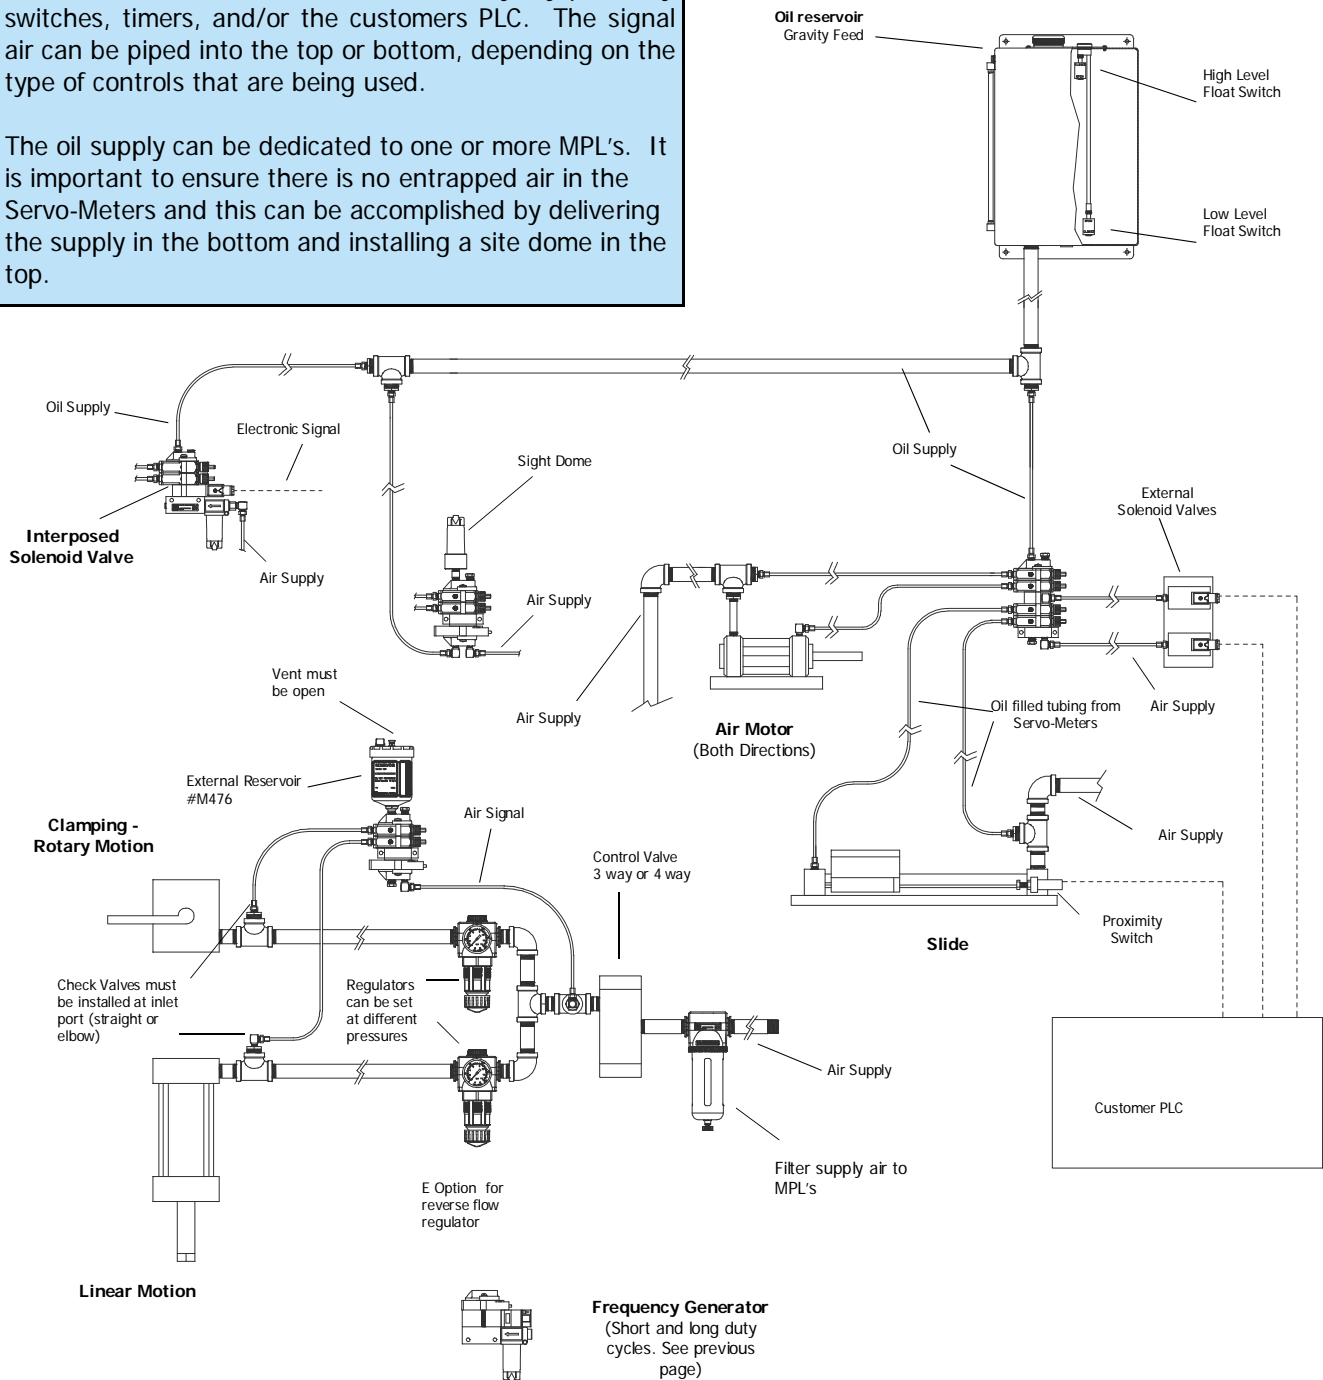 switches, timers, and/or the customers PLC. The signal
air can be piped into the top or bottom, depending on the
type of controls that are being used.
The oil supply can be dedicated to one or more MPL's. It
is important to ensure there is no entrapped air in the
Servo-Meters and this can be accomplished by delivering
the supply in the bottom and installing a site dome in the
top.
Oil reservoir
Gravity Feed
High Level
Float Switch
Low Level
Float Switch
Oil Supply
Electronic Signal
Sight Dome
Oil Supply
External
Solenoid Valves
Interposed
Solenoid Valve
Air Supply
Air Supply
Vent must
be open
Air Supply
Air Motor
(Both Directions)
Oil filled tubing from
Servo-Meters
Air Supply
External Reservoir
#M476
Air Signal
Clamping -
Rotary Motion
Control Valve
3 way or 4 way
Air Supply
Proximity
Switch
Slide
Check Valves must
be installed at inlet
port (straight or
elbow)
Regulators
can be set
at different
pressures
Air Supply
Customer PLC
Filter supply air to
MPL's
E Option for
reverse flow
regulator
Linear Motion
Frequency Generator
(Short and long duty
cycles. See previous
page)